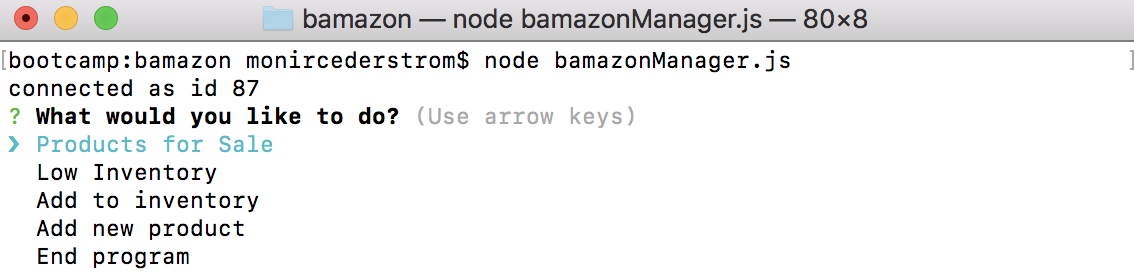 bamazon — node bamazonManager.js — 80×8
[bootcamp:bamazon monircederstrom$ node bamazonManager.js ]
connected as id 87
? What would you like to do? (Use arrow keys)
❯ Products for Sale
Low Inventory
Add to inventory
Add new product
End program